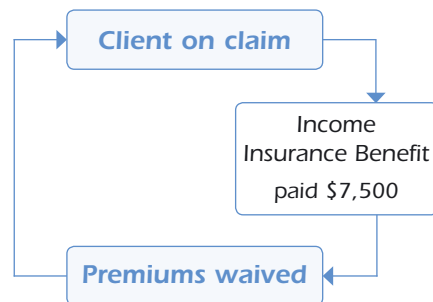 Client on claim
Income
Insurance Benefit
paid $7,500
Premiums waived